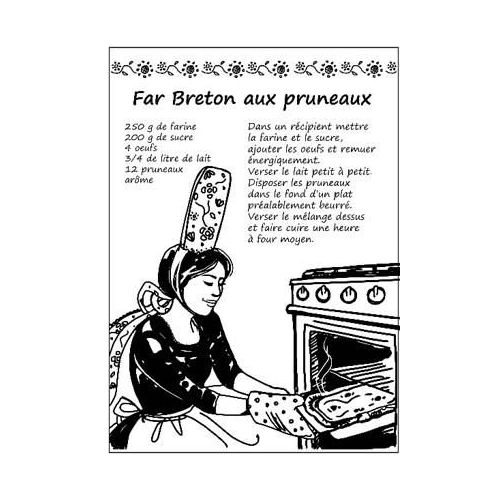 Far Breton aux pruneaux
250 g de farine
200 g de sucre
4 oeufs
3/4 de litre de lait
12 pruneaux
arôme
Dans un récipient mettre
la farine et le sucre,
ajouter les oeufs et remuer
énergiquement.
Verser le lait petit à petit.
Disposer les pruneaux
dans le fond d'un plat
préalablement beurré.
Verser le mélange dessus
et faire cuire une heure
à four moyen.